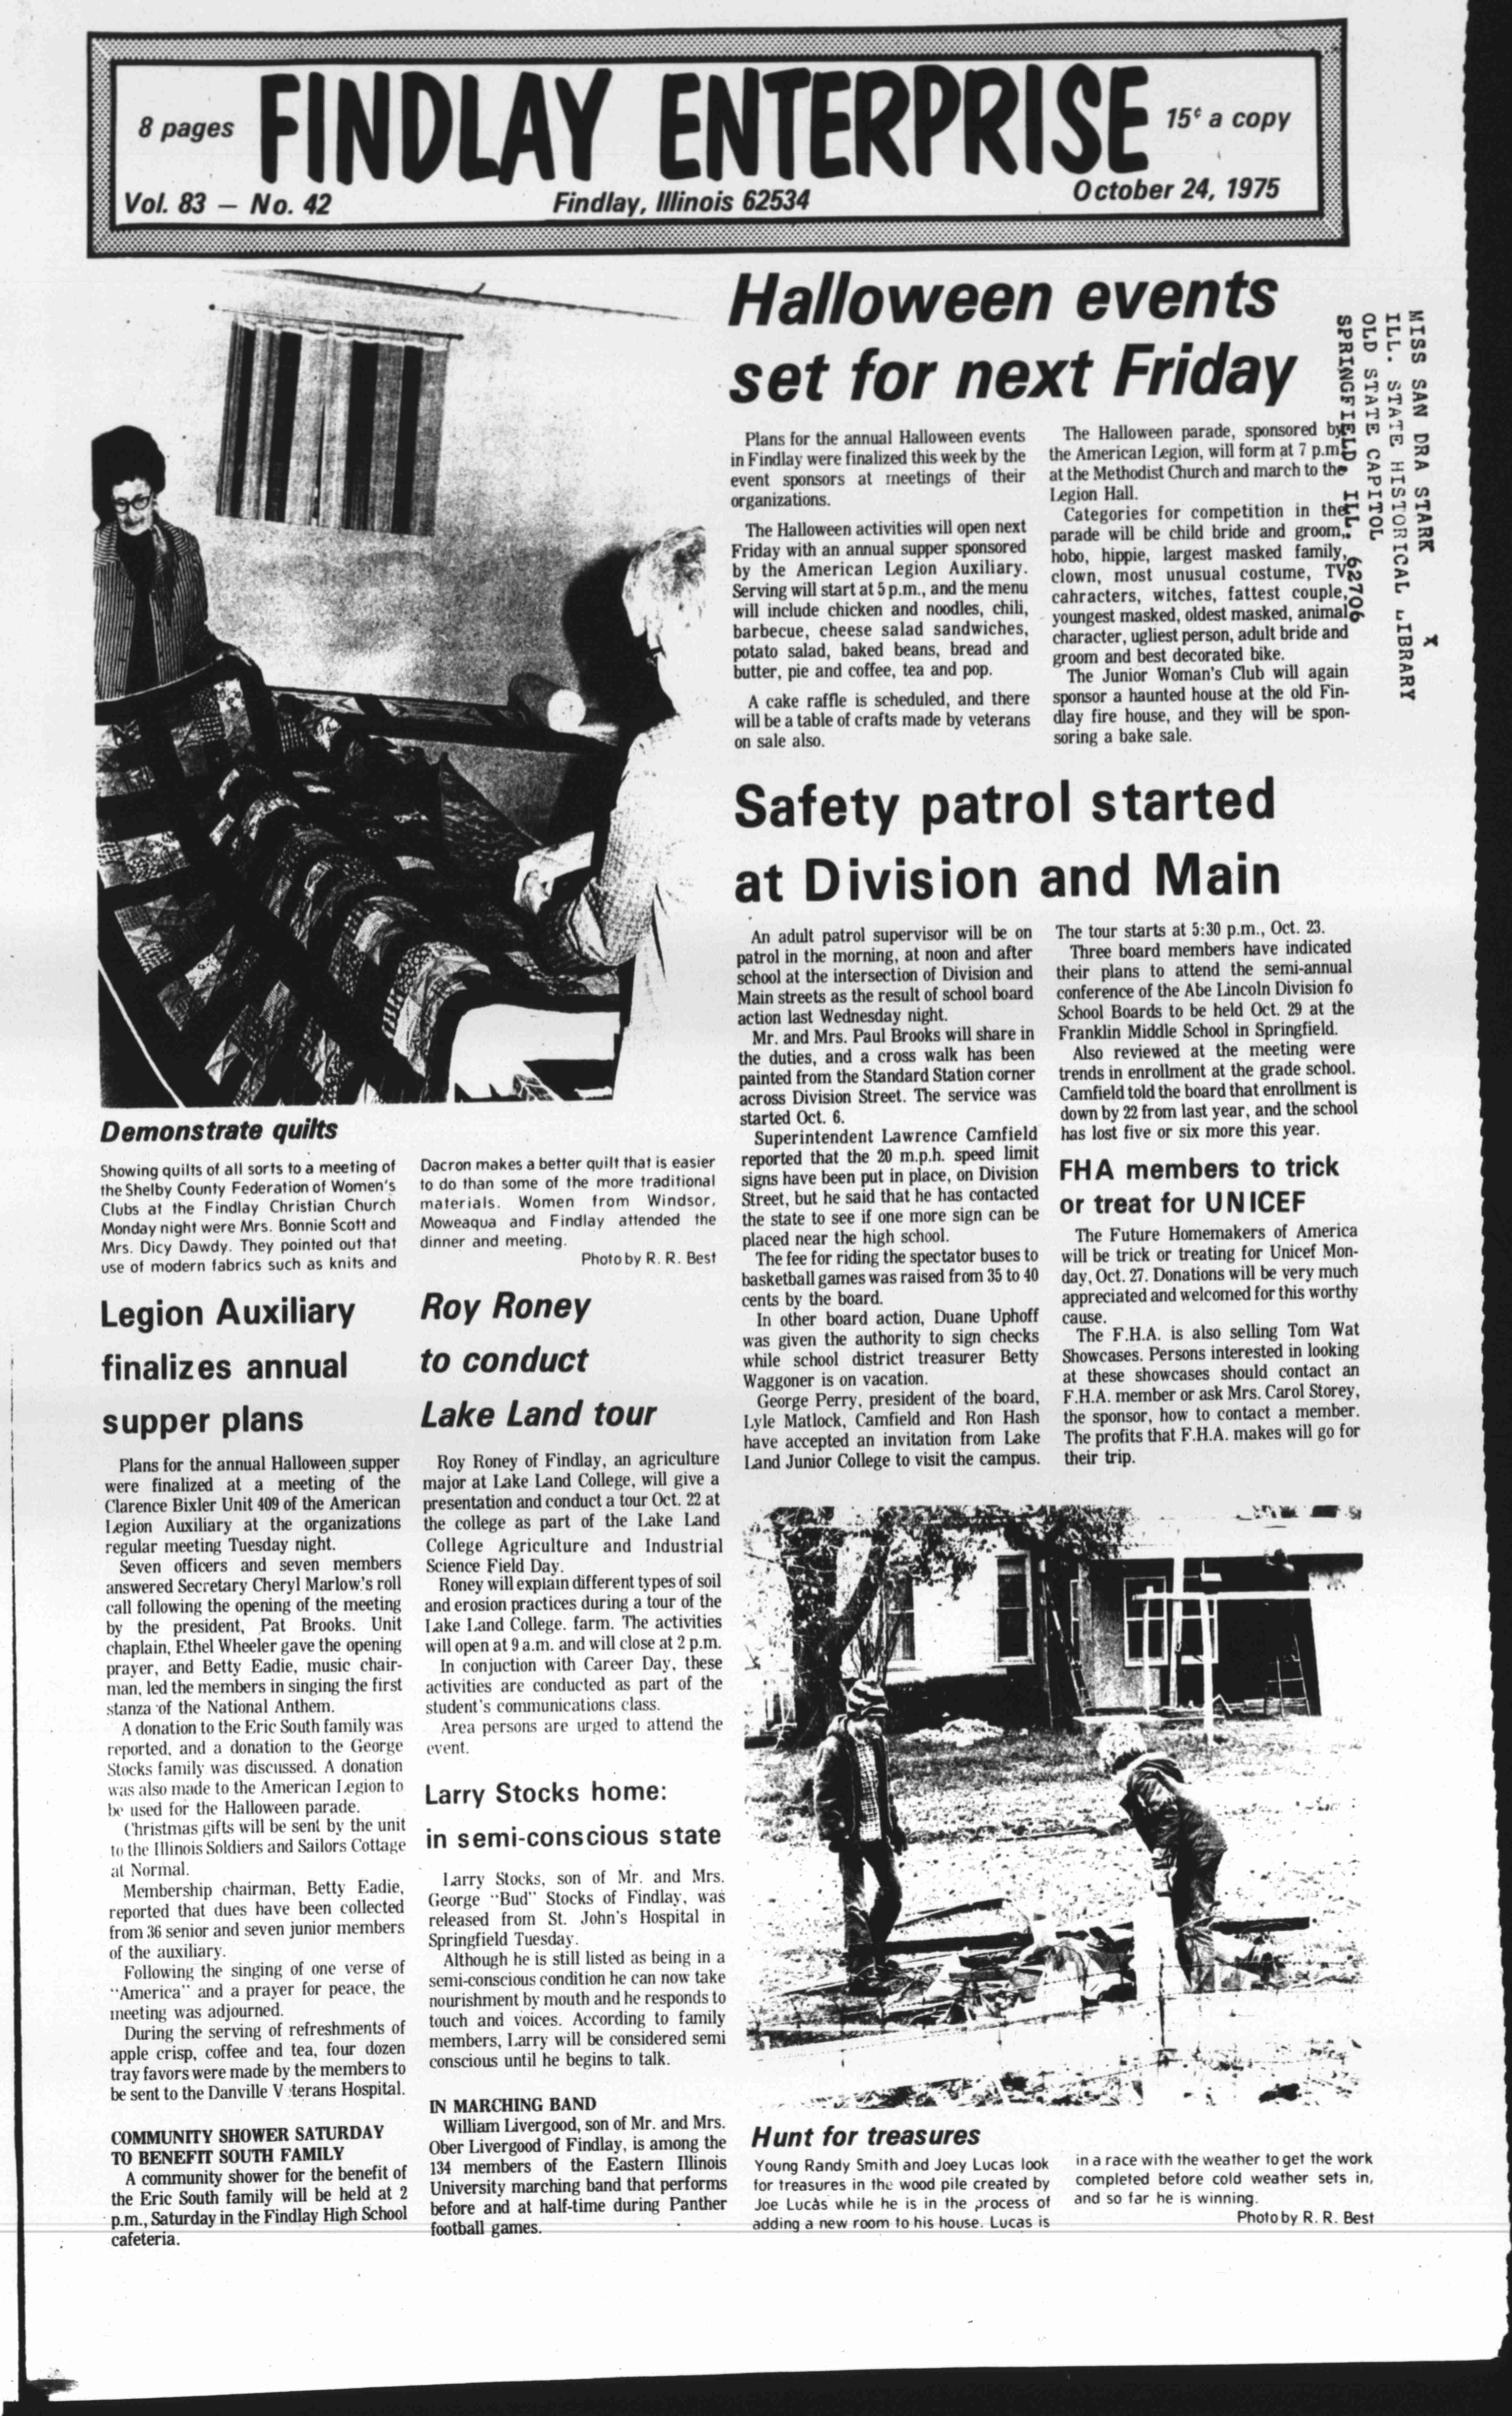 8 pages
FINDLAY ENTERPRISE
15¢ a copy
Vol. 83 — No. 42
Findlay, Illinois 62534
October 24, 1975
MISS SAN DRA STARK X
ILL. STATE HISTORICAL LIBRARY
OLD STATE CAPITOL
SPRINGFIELD, ILL. 62706
Halloween events
set for next Friday
Plans for the annual Halloween events
in Findlay were finalized this week by the
event sponsors at meetings of their
organizations.
The Halloween activities will open next
Friday with an annual supper sponsored
by the American Legion Auxiliary.
Serving will start at 5 p.m., and the menu
will include chicken and noodles, chili,
barbecue, cheese salad sandwiches,
potato salad, baked beans, bread and
butter, pie and coffee, tea and pop.
A cake raffle is scheduled, and there
will be a table of crafts made by veterans
on sale also.
The Halloween parade, sponsored by
the American Legion, will form at 7 p.m.
at the Methodist Church and march to the
Legion Hall.
Categories for competition in the
parade will be child bride and groom,
hobo, hippie, largest masked family,
clown, most unusual costume, TV
cahracters, witches, fattest couple,
youngest masked, oldest masked, animal
character, ugliest person, adult bride and
groom and best decorated bike.
The Junior Woman's Club will again
sponsor a haunted house at the old Fin-
dlay fire house, and they will be spon-
soring a bake sale.
Safety patrol started
at Division and Main
An adult patrol supervisor will be on
patrol in the morning, at noon and after
school at the intersection of Division and
Main streets as the result of school board
action last Wednesday night.
Mr. and Mrs. Paul Brooks will share in
the duties, and a cross walk has been
painted from the Standard Station corner
across Division Street. The service was
started Oct. 6.
Superintendent Lawrence Camfield
reported that the 20 m.p.h. speed limit
signs have been put in place, on Division
Street, but he said that he has contacted
the state to see if one more sign can be
placed near the high school.
The fee for riding the spectator buses to
basketball games was raised from 35 to 40
cents by the board.
In other board action, Duane Uphoff
was given the authority to sign checks
while school district treasurer Betty
Waggoner is on vacation.
George Perry, president of the board,
Lyle Matlock, Camfield and Ron Hash
have accepted an invitation from Lake
Land Junior College to visit the campus.
The tour starts at 5:30 p.m., Oct. 23.
Three board members have indicated
their plans to attend the semi-annual
conference of the Abe Lincoln Division fo
School Boards to be held Oct. 29 at the
Franklin Middle School in Springfield.
Also reviewed at the meeting were
trends in enrollment at the grade school.
Camfield told the board that enrollment is
down by 22 from last year, and the school
has lost five or six more this year.
FHA members to trick
or treat for UNICEF
The Future Homemakers of America
will be trick or treating for Unicef Mon-
day, Oct. 27. Donations will be very much
appreciated and welcomed for this worthy
cause.
The F.H.A. is also selling Tom Wat
Showcases. Persons interested in looking
at these showcases should contact an
F.H.A. member or ask Mrs. Carol Storey,
the sponsor, how to contact a member.
The profits that F.H.A. makes will go for
their trip.
Demonstrate quilts
Showing quilts of all sorts to a meeting of
the Shelby County Federation of Women's
Clubs at the Findlay Christian Church
Monday night were Mrs. Bonnie Scott and
Mrs. Dicy Dawdy. They pointed out that
use of modern fabrics such as knits and
Dacron makes a better quilt that is easier
to do than some of the more traditional
materials. Women from Windsor,
Moweaqua and Findlay attended the
dinner and meeting.
Photo by R. R. Best
Legion Auxiliary
finalizes annual
supper plans
Plans for the annual Halloween supper
were finalized at a meeting of the
Clarence Bixler Unit 409 of the American
Legion Auxiliary at the organizations
regular meeting Tuesday night.
Seven officers and seven members
answered Secretary Cheryl Marlow's roll
call following the opening of the meeting
by the president, Pat Brooks. Unit
chaplain, Ethel Wheeler gave the opening
prayer, and Betty Eadie, music chair-
man, led the members in singing the first
stanza of the National Anthem.
A donation to the Eric South family was
reported, and a donation to the George
Stocks family was discussed. A donation
was also made to the American Legion to
be used for the Halloween parade.
Christmas gifts will be sent by the unit
to the Illinois Soldiers and Sailors Cottage
at Normal.
Membership chairman, Betty Eadie,
reported that dues have been collected
from 36 senior and seven junior members
of the auxiliary.
Following the singing of one verse of
"America" and a prayer for peace, the
meeting was adjourned.
During the serving of refreshments of
apple crisp, coffee and tea, four dozen
tray favors were made by the members to
be sent to the Danville V terans Hospital.
COMMUNITY SHOWER SATURDAY
TO BENEFIT SOUTH FAMILY
A community shower for the benefit of
the Eric South family will be held at 2
p.m., Saturday in the Findlay High School
cafeteria.
Roy Roney
to conduct
Lake Land tour
Roy Roney of Findlay, an agriculture
major at Lake Land College, will give a
presentation and conduct a tour Oct. 22 at
the college as part of the Lake Land
College Agriculture and Industrial
Science Field Day.
Roney will explain different types of soil
and erosion practices during a tour of the
Lake Land College. farm. The activities
will open at 9 a.m. and will close at 2 p.m.
In conjuction with Career Day, these
activities are conducted as part of the
student's communications class.
Area persons are urged to attend the
event.
Larry Stocks home:
in semi-conscious state
Larry Stocks, son of Mr. and Mrs.
George "Bud" Stocks of Findlay, was
released from St. John's Hospital in
Springfield Tuesday.
Although he is still listed as being in a
semi-conscious condition he can now take
nourishment by mouth and he responds to
touch and voices. According to family
members, Larry will be considered semi
conscious until he begins to talk.
IN MARCHING BAND
William Livergood, son of Mr. and Mrs.
Ober Livergood of Findlay, is among the
134 members of the Eastern Illinois
University marching band that performs
before and at half-time during Panther
football games.
Hunt for treasures
Young Randy Smith and Joey Lucas look
for treasures in the wood pile created by
Joe Lucas while he is in the process of
adding a new room to his house. Lucas is
in a race with the weather to get the work
completed before cold weather sets in,
and so far he is winning.
Photo by R. R. Best